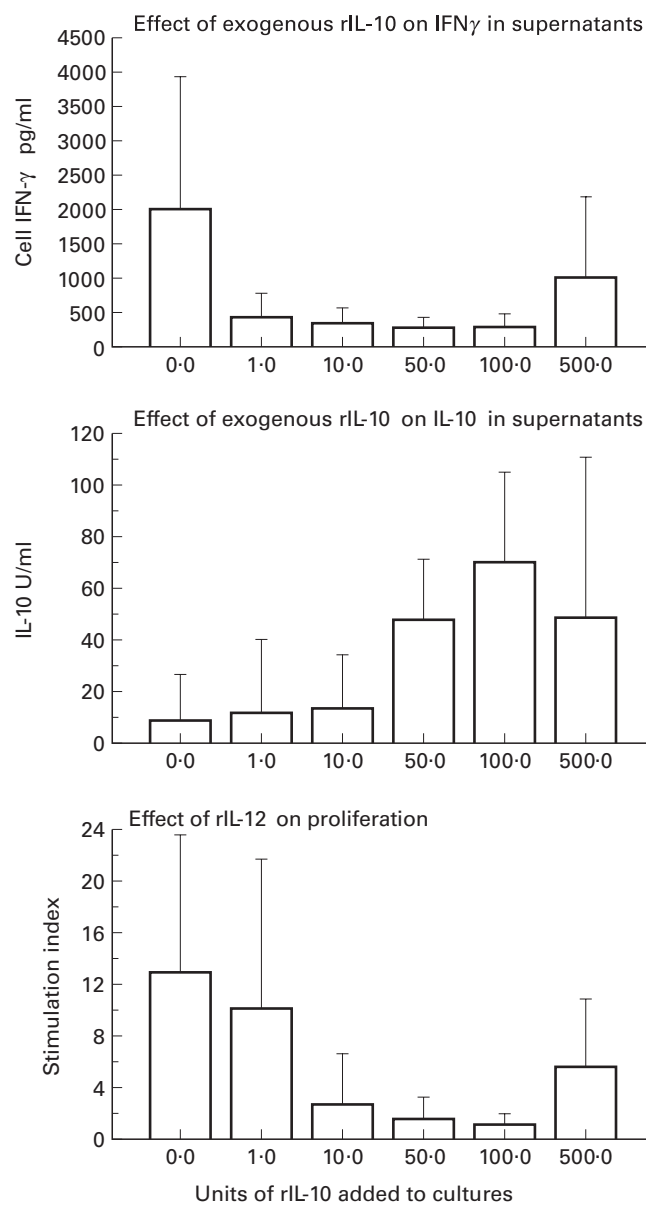 Effect of exogenous rIL-10 on IFNγ in supernatants
4500
4000
3500
3000
2500
2000
1500
1000
500
0
Cell IFN-γ pg/ml
0·0 1·0 10·0 50·0 100·0 500·0
Effect of exogenous rIL-10 on IL-10 in supernatants
120
100
80
60
40
20
0
IL-10 U/ml
0·0 1·0 10·0 50·0 100·0 500·0
Effect of rIL-12 on proliferation
24
20
16
12
8
4
0
Stimulation index
0·0 1·0 10·0 50·0 100·0 500·0
Units of rIL-10 added to cultures